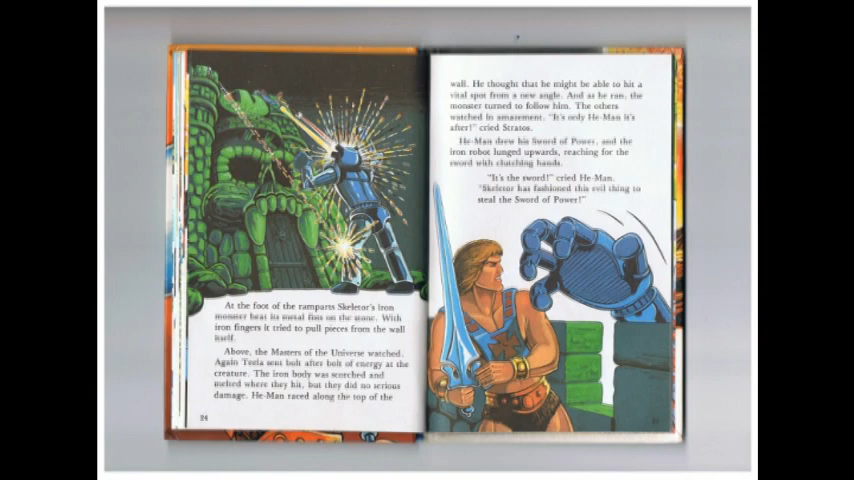 At the foot of the ramparts Skeletor's iron
monster beat its metal fists on the stone. With
iron fingers it tried to pull pieces from the wall
itself.
Above, the Masters of the Universe watched.
Again Teela sent bolt after bolt of energy at the
creature. The iron body was scorched and
melted where they hit, but they did no serious
damage. He-Man raced along the top of the
24
wall. He thought that he might be able to hit a
vital spot from a new angle. And as he ran, the
monster turned to follow him. The others
watched in amazement. "It's only He-Man it's
after!" cried Stratos.
He-Man drew his Sword of Power, and the
iron robot lunged upwards, reaching for the
sword with clutching hands.
"It's the sword!" cried He-Man.
"Skeletor has fashioned this evil thing to
steal the Sword of Power!"